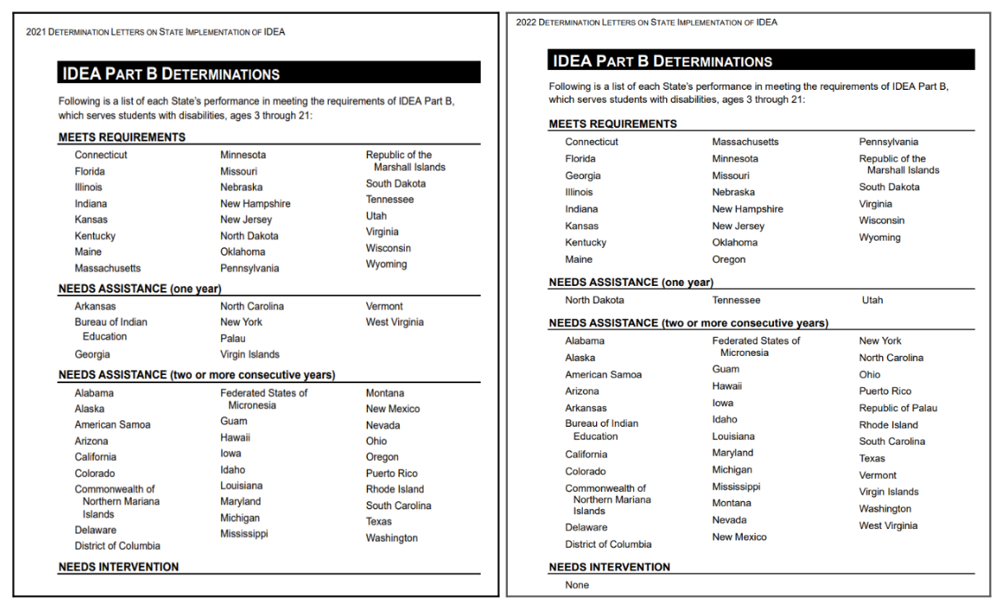 2021 DETERMINATION LETTERS ON STATE IMPLEMENTATION OF IDEA
IDEA PART B DETERMINATIONS
Following is a list of each State's performance in meeting the requirements of IDEA Part B,
which serves students with disabilities, ages 3 through 21:
MEETS REQUIREMENTS
Connecticut
Florida
Illinois
Indiana
Kansas
Kentucky
Maine
Massachusetts
Minnesota
Missouri
Nebraska
New Hampshire
New Jersey
North Dakota
Oklahoma
Pennsylvania
Republic of the
Marshall Islands
South Dakota
Tennessee
Utah
Virginia
Wisconsin
Wyoming
NEEDS ASSISTANCE (one year)
Arkansas
Bureau of Indian
Education
Georgia
North Carolina
New York
Palau
Virgin Islands
Vermont
West Virginia
NEEDS ASSISTANCE (two or more consecutive years)
Alabama
Alaska
American Samoa
Arizona
California
Colorado
Commonwealth of
Northern Mariana
Islands
Delaware
District of Columbia
Federated States of
Micronesia
Guam
Hawaii
Iowa
Idaho
Louisiana
Maryland
Michigan
Mississippi
Montana
New Mexico
Nevada
Ohio
Oregon
Puerto Rico
Rhode Island
South Carolina
Texas
Washington
NEEDS INTERVENTION
2022 DETERMINATION LETTERS ON STATE IMPLEMENTATION OF IDEA
IDEA PART B DETERMINATIONS
Following is a list of each State's performance in meeting the requirements of IDEA Part B,
which serves students with disabilities, ages 3 through 21:
MEETS REQUIREMENTS
Connecticut
Florida
Georgia
Illinois
Indiana
Kansas
Kentucky
Maine
Massachusetts
Minnesota
Missouri
Nebraska
New Hampshire
New Jersey
Oklahoma
Oregon
Pennsylvania
Republic of the
Marshall Islands
South Dakota
Virginia
Wisconsin
Wyoming
NEEDS ASSISTANCE (one year)
North Dakota
Tennessee
Utah
NEEDS ASSISTANCE (two or more consecutive years)
Alabama
Alaska
American Samoa
Arizona
Arkansas
Bureau of Indian
Education
California
Colorado
Commonwealth of
Northern Mariana
Islands
Delaware
District of Columbia
Federated States of
Micronesia
Guam
Hawaii
Iowa
Idaho
Louisiana
Maryland
Michigan
Mississippi
Montana
Nevada
New Mexico
New York
North Carolina
Ohio
Puerto Rico
Republic of Palau
Rhode Island
South Carolina
Texas
Vermont
Virgin Islands
Washington
West Virginia
NEEDS INTERVENTION
None